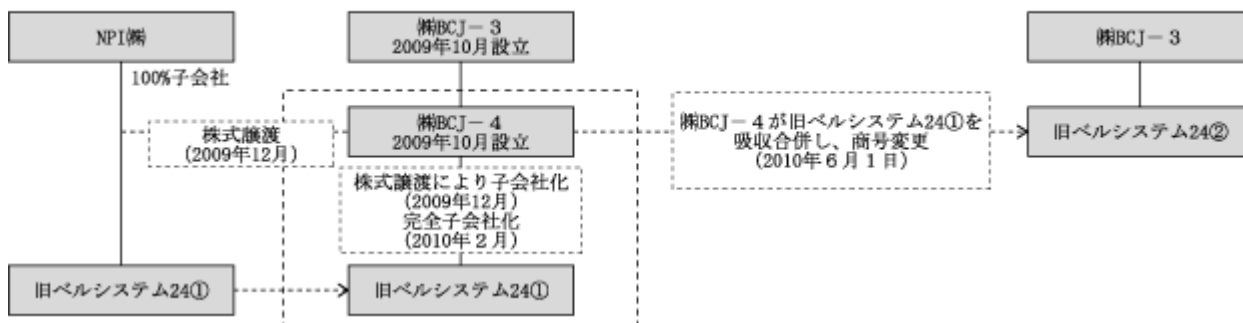 NPI㈱
100%子会社
㈱BCJ－3
2009年10月設立
㈱BCJ－4
2009年10月設立
株式譲渡
(2009年12月)
株式譲渡により子会社化
(2009年12月)
完全子会社化
(2010年2月)
旧ベルシステム24①
旧ベルシステム24①
㈱BCJ－4が旧ベルシステム24①を
吸収合併し、商号変更
(2010年6月1日)
㈱BCJ－3
旧ベルシステム24②